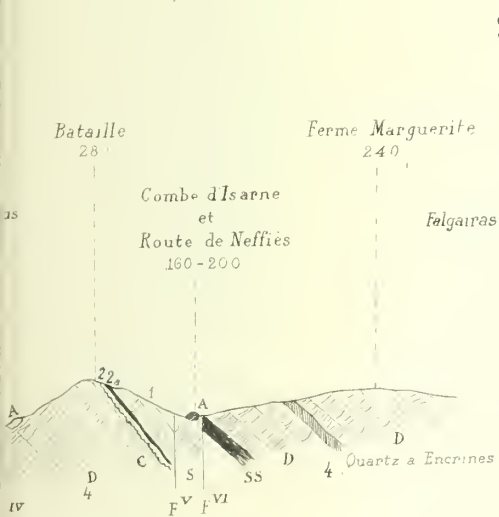 Bataille
28
Ferme Marguerite
240
Combe d'Isarne
et
Route de Neffiès
160-200
Falgairas
A
22a
1
A
C
S
SS
D
4
D
D
4
Quartz a Encrines
IV
F V
F VI